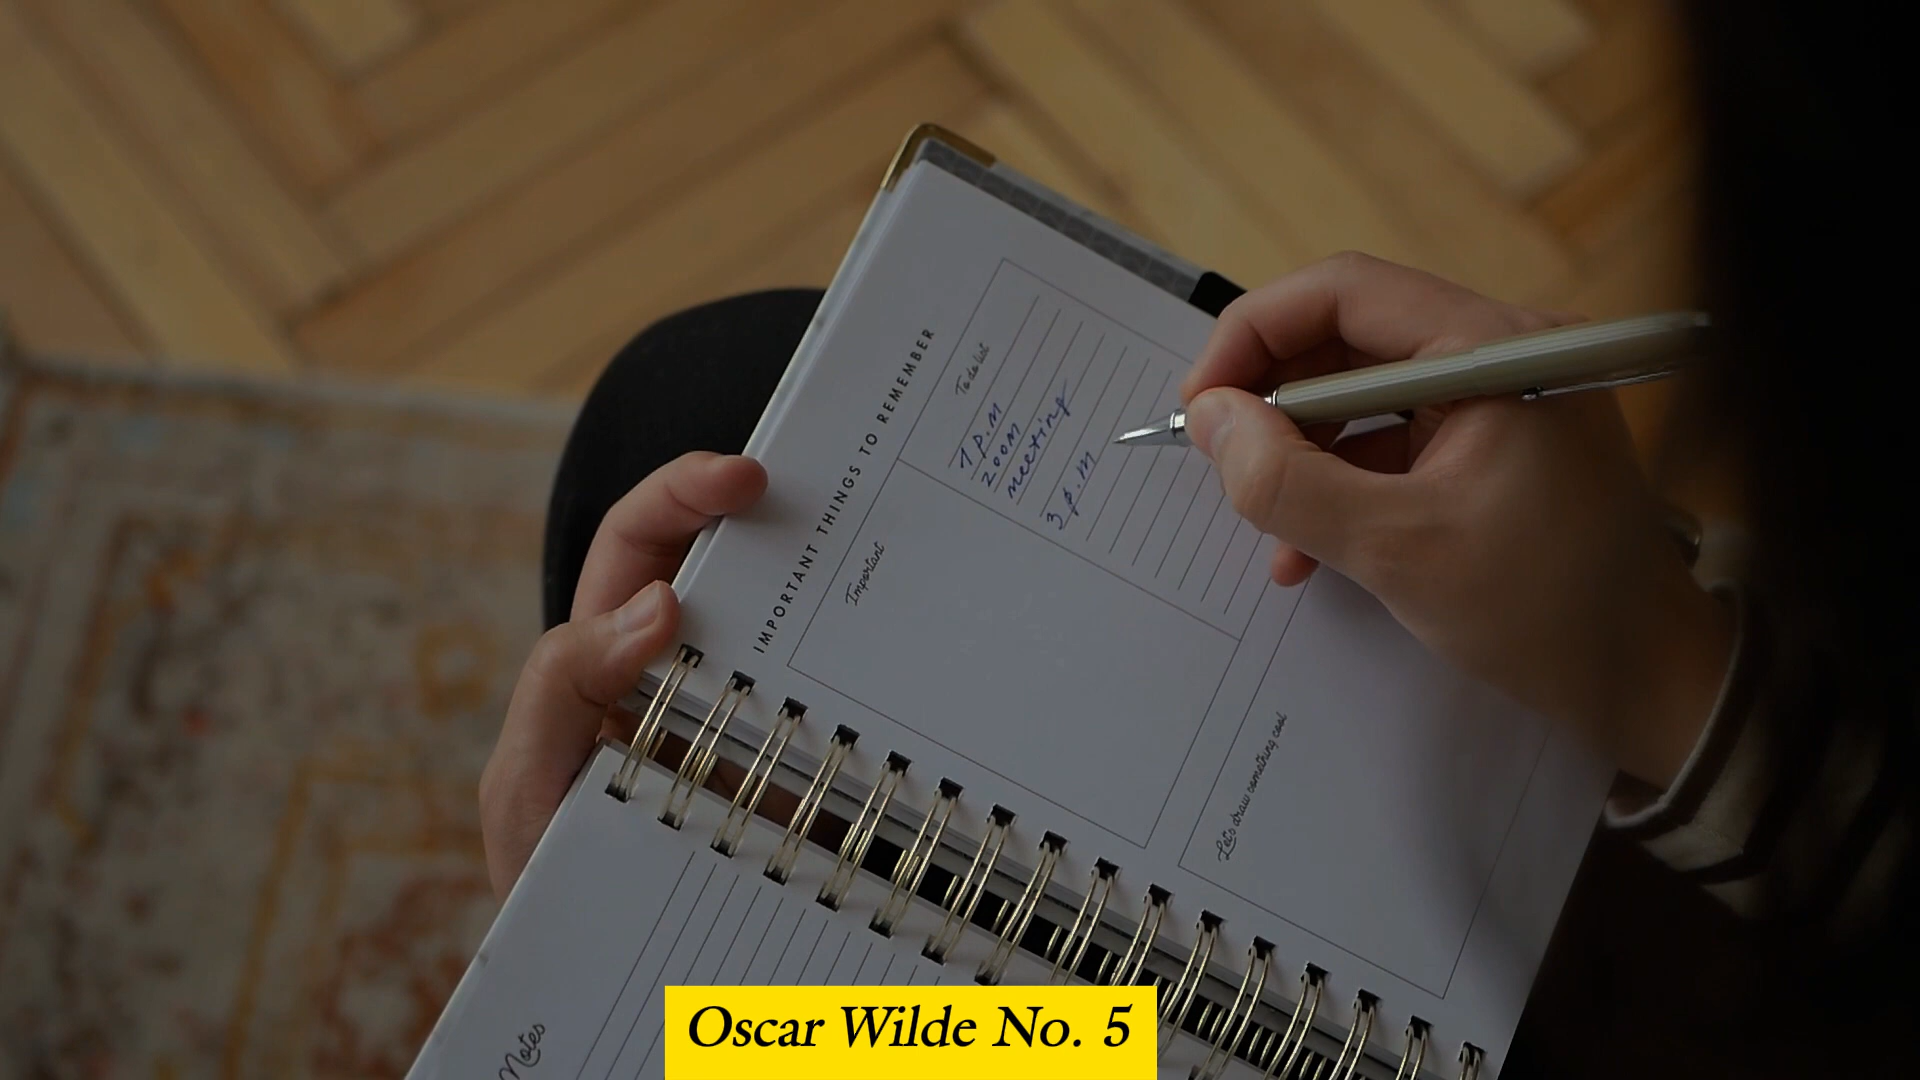 IMPORTANT THINGS TO REMEMBER
To do list
1 p.m
zoom
meeting
3 p.m
Important
Let's draw something cool
Notes
Oscar Wilde No. 5